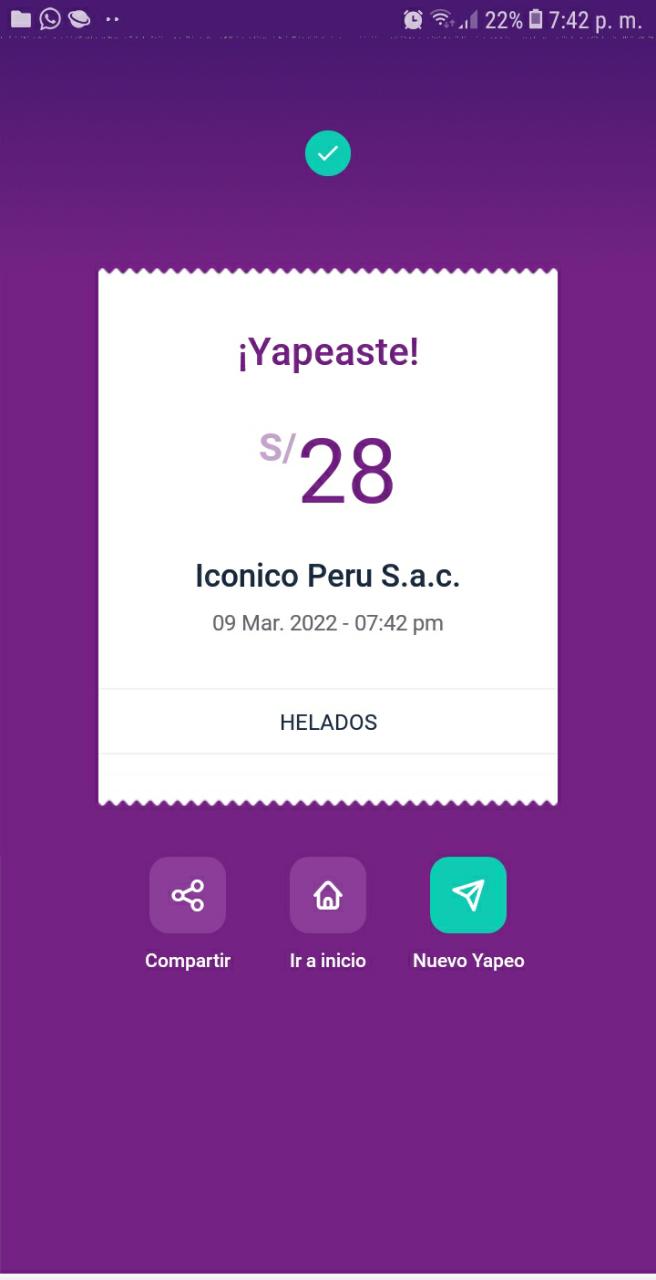 22% 7:42 p. m.
¡Yapeaste!
S/28
Iconico Peru S.a.c.
09 Mar. 2022 - 07:42 pm
HELADOS
Compartir Ir a inicio Nuevo Yapeo